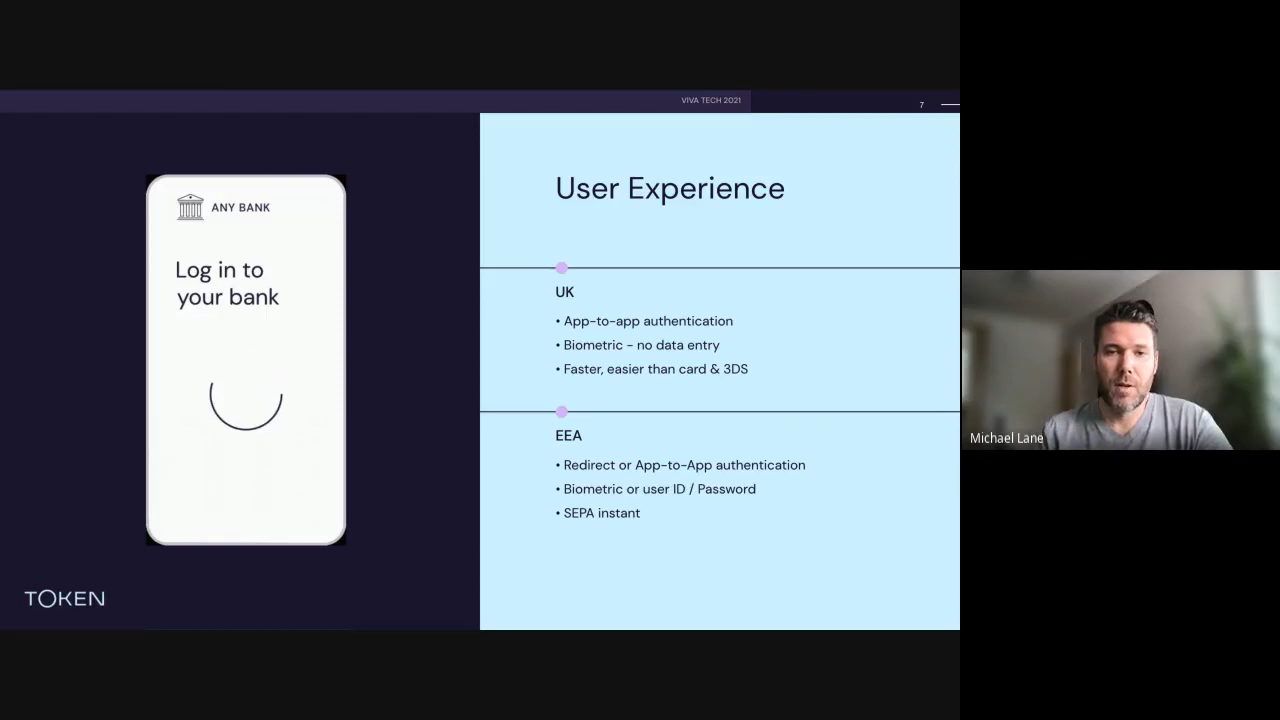 VIVA TECH 2021
7
ANY BANK
Log in to
your bank
TOKEN
User Experience
UK
• App-to-app authentication
• Biometric - no data entry
• Faster, easier than card & 3DS
EEA
• Redirect or App-to-App authentication
• Biometric or user ID / Password
• SEPA instant
Michael Lane